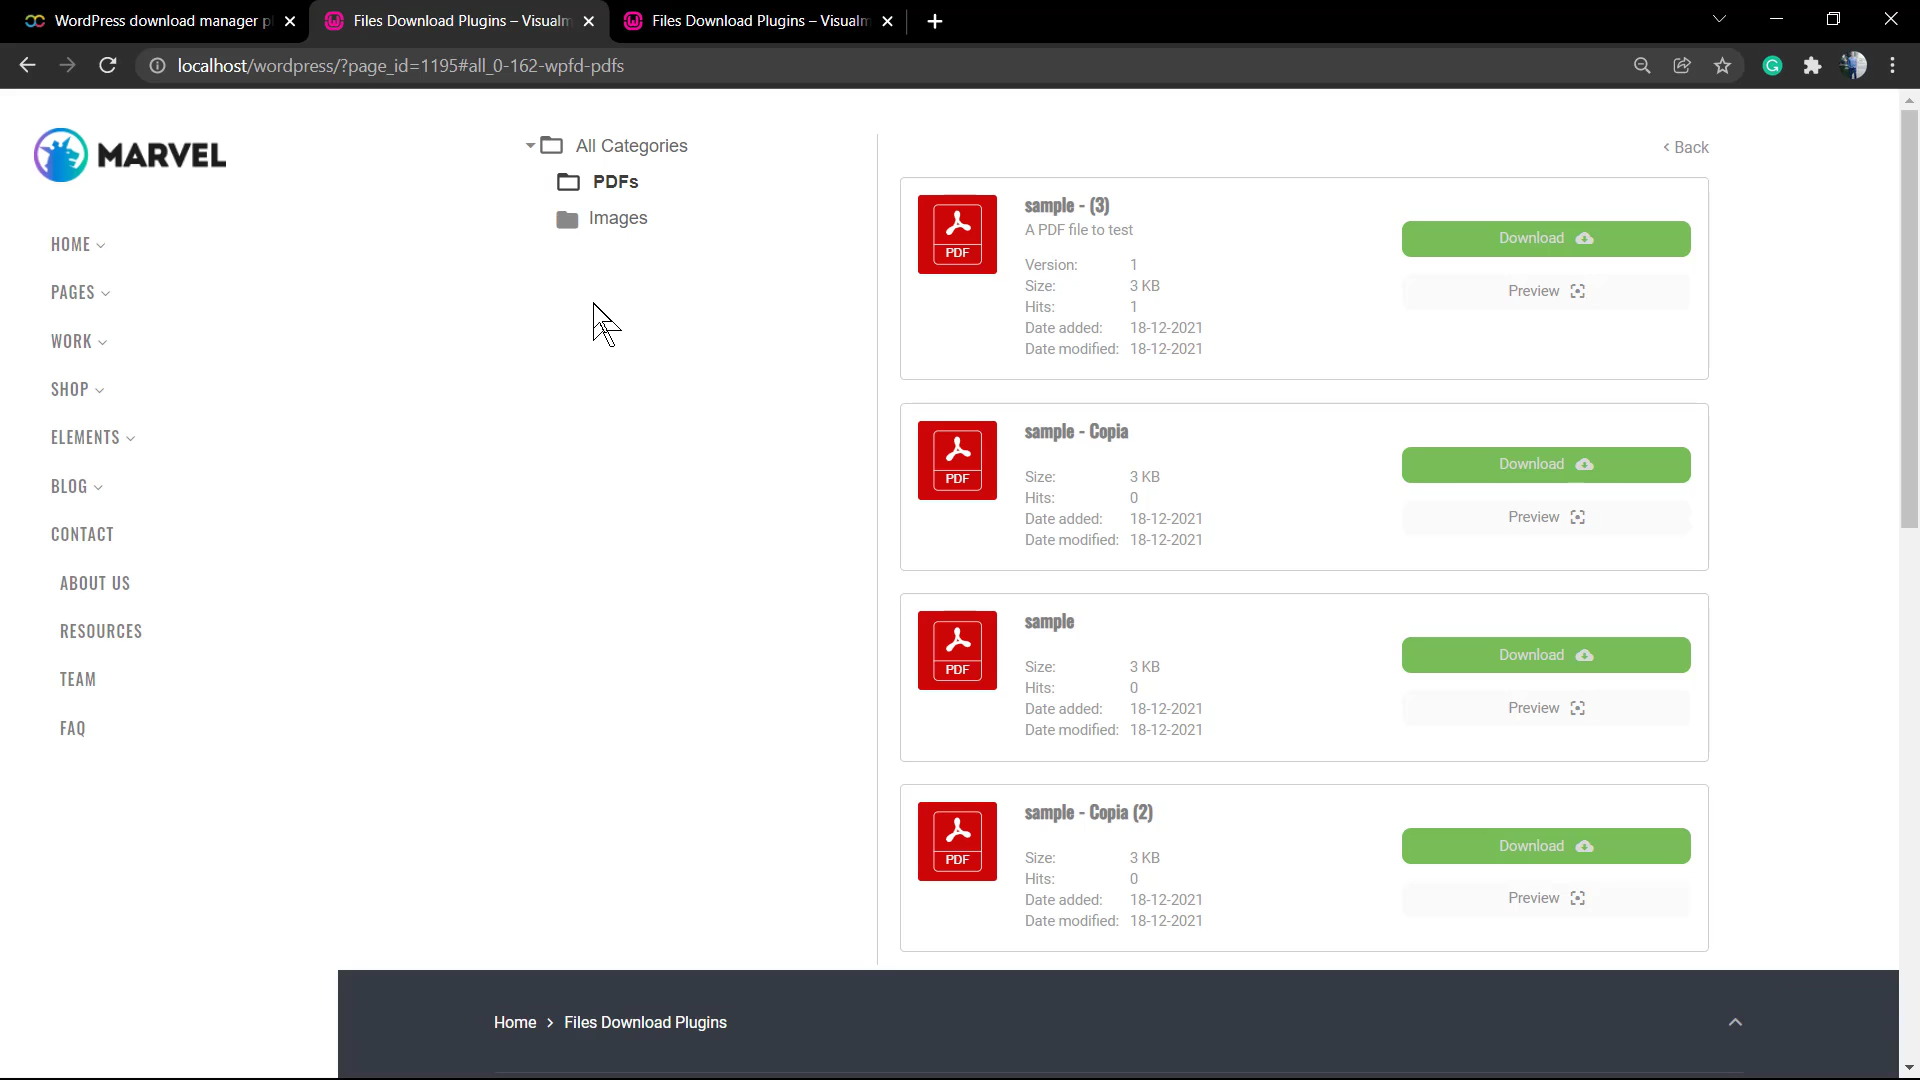 WordPress download manager p
Files Download Plugins – Visualm
Files Download Plugins – Visualm
localhost/wordpress/?page_id=1195#all_0-162-wpfd-pdfs
MARVEL
HOME
PAGES
WORK
SHOP
ELEMENTS
BLOG
CONTACT
ABOUT US
RESOURCES
TEAM
FAQ
All Categories
PDFs
Images
‹ Back
PDF
sample - (3)
A PDF file to test
Version: 1
Size: 3 KB
Hits: 1
Date added: 18-12-2021
Date modified: 18-12-2021
Download
Preview
PDF
sample - Copia
Size: 3 KB
Hits: 0
Date added: 18-12-2021
Date modified: 18-12-2021
Download
Preview
PDF
sample
Size: 3 KB
Hits: 0
Date added: 18-12-2021
Date modified: 18-12-2021
Download
Preview
PDF
sample - Copia (2)
Size: 3 KB
Hits: 0
Date added: 18-12-2021
Date modified: 18-12-2021
Download
Preview
Home > Files Download Plugins